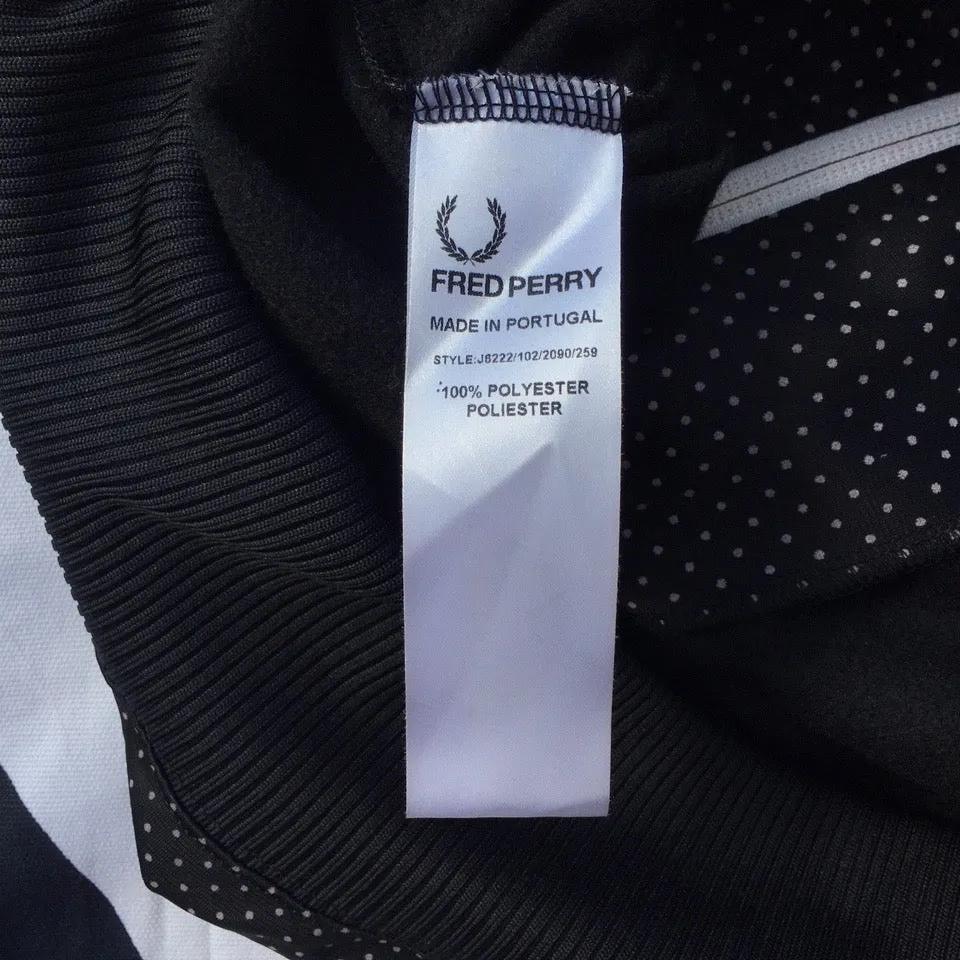 FRED PERRY
MADE IN PORTUGAL
STYLE:J6222/102/2090/259
100% POLYESTER
POLIESTER